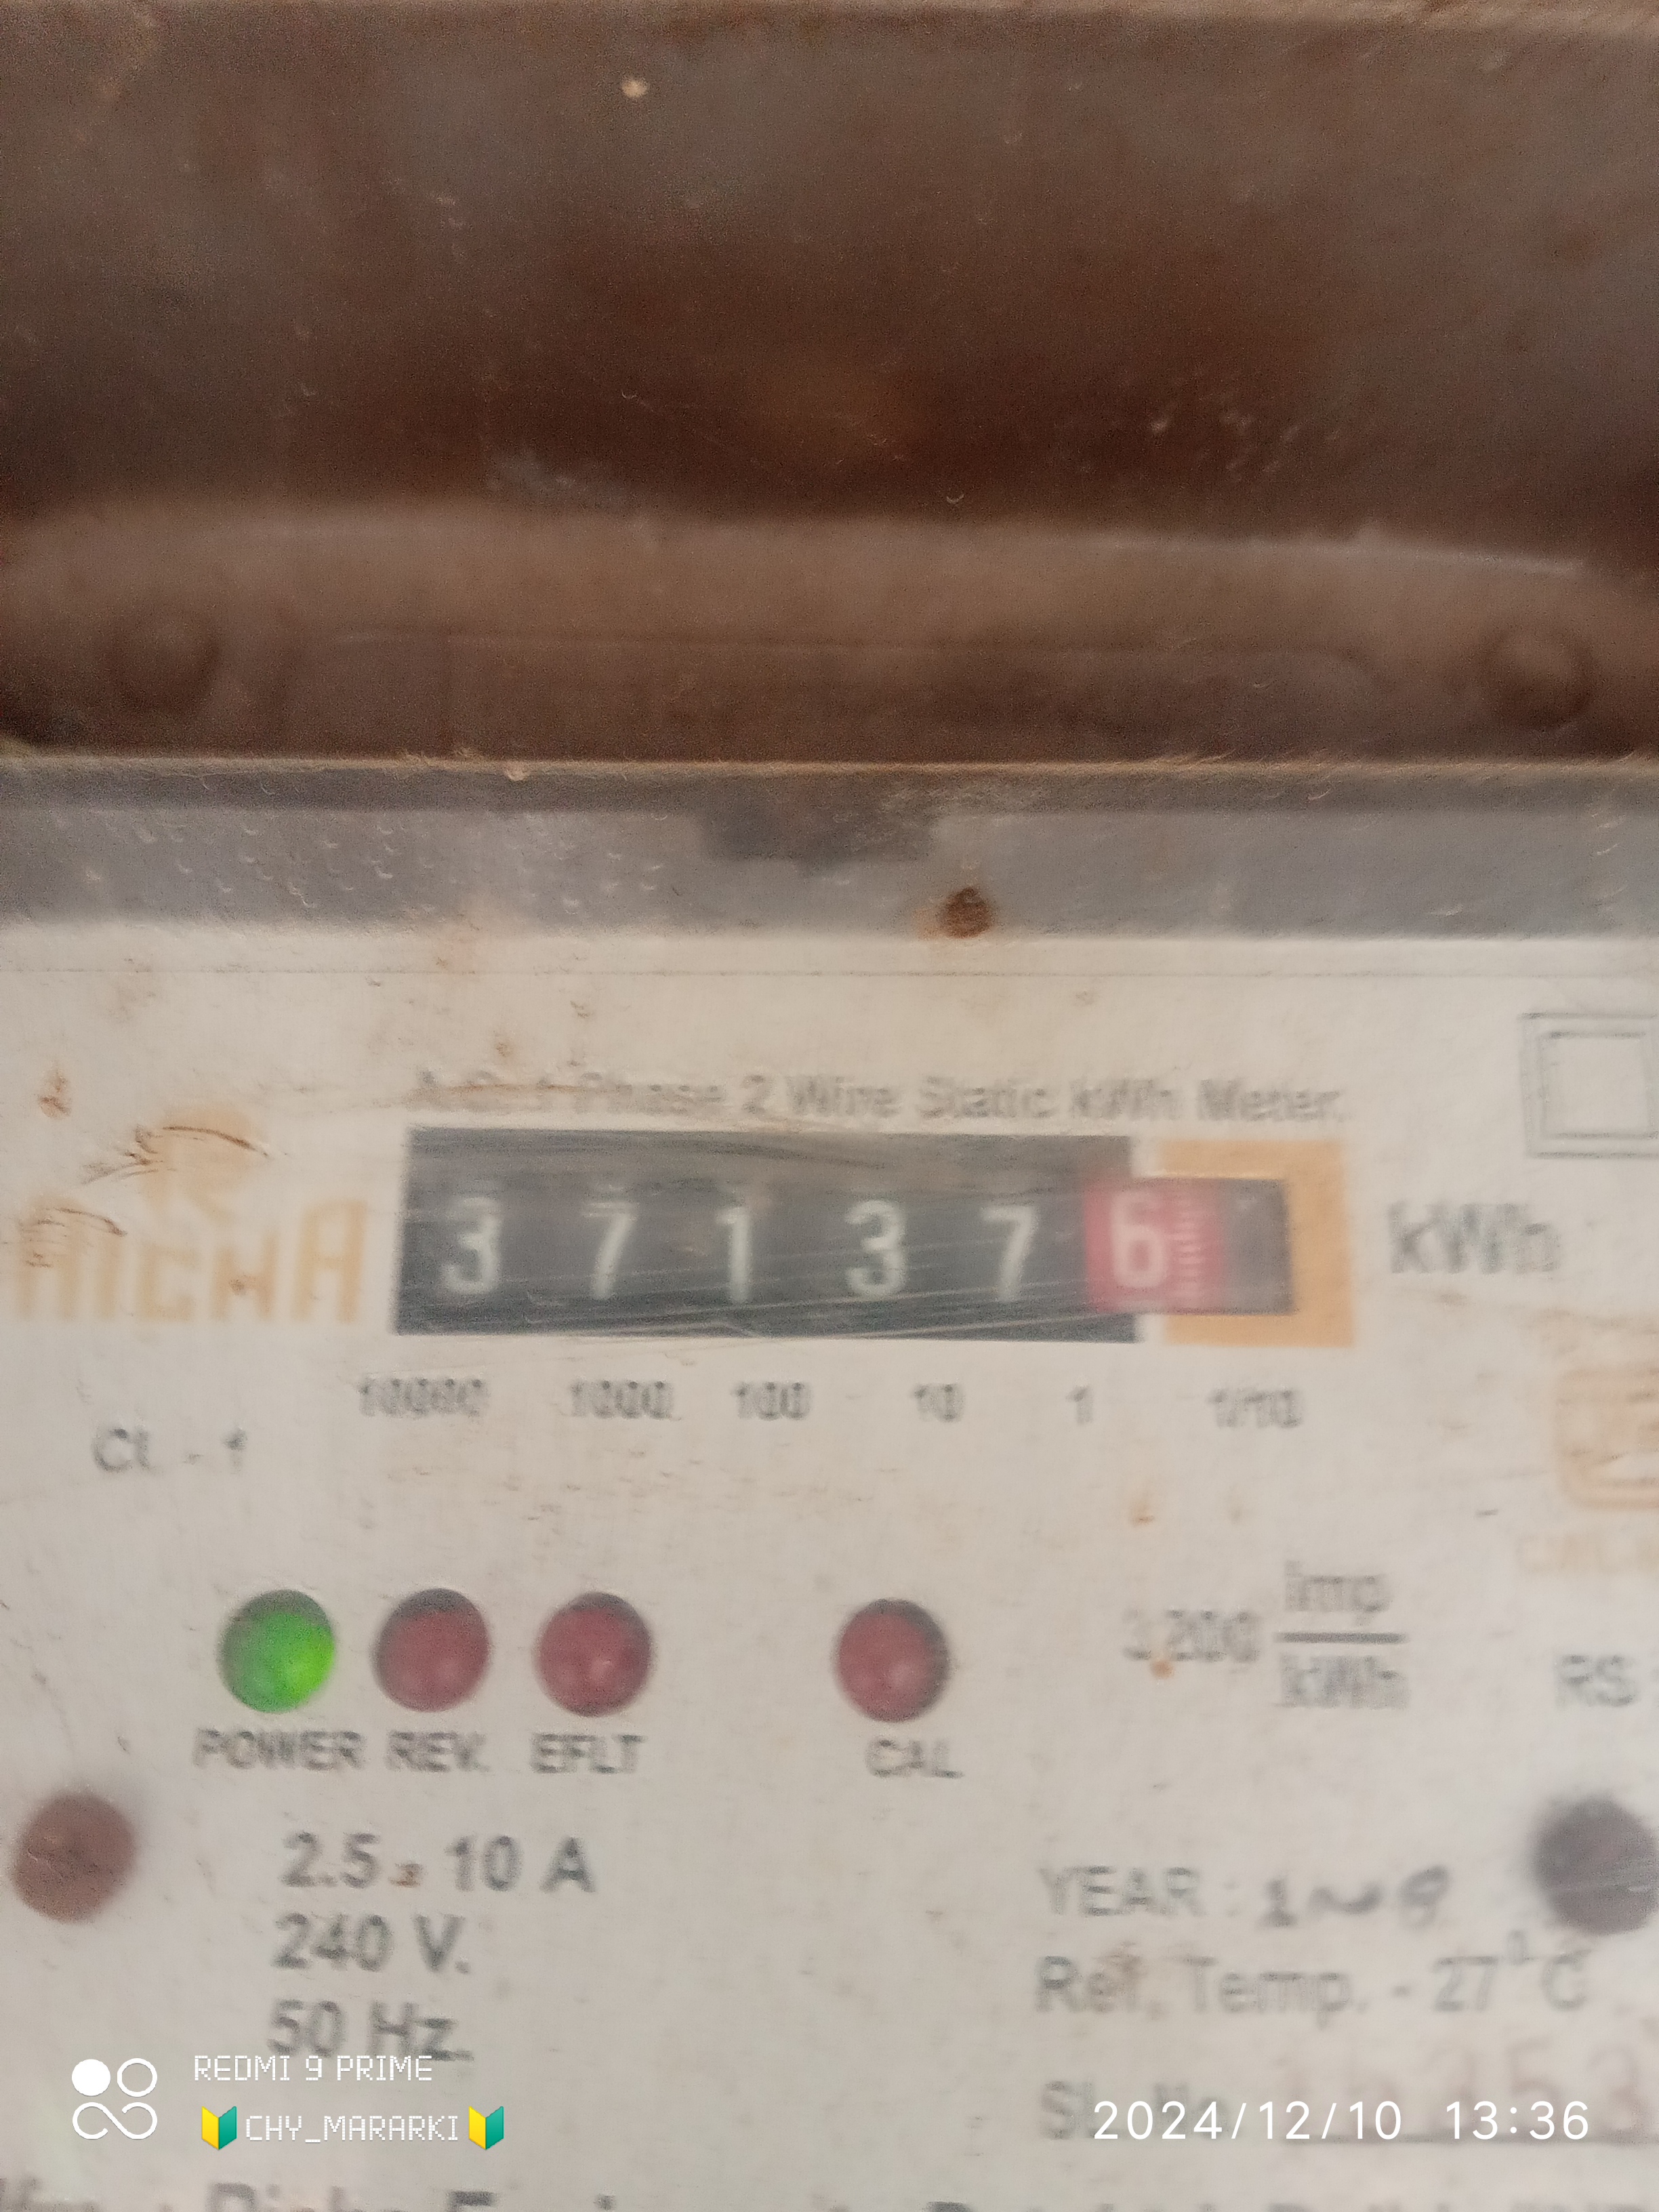 A.C. 1 Phase 2 Wire Static kWh Meter.
3 7 1 3 7 6 kWh
10000 1000 100 10 1 1/10
CL - 1
imp
3200
kWh
RS
POWER REV. EFLT CAL
2.5 - 10 A
YEAR :
240 V.
Ref. Temp. - 27°C
50 Hz.
REDMI 9 PRIME
🔰CHY_MARARKI🔰
2024/12/10 13:36